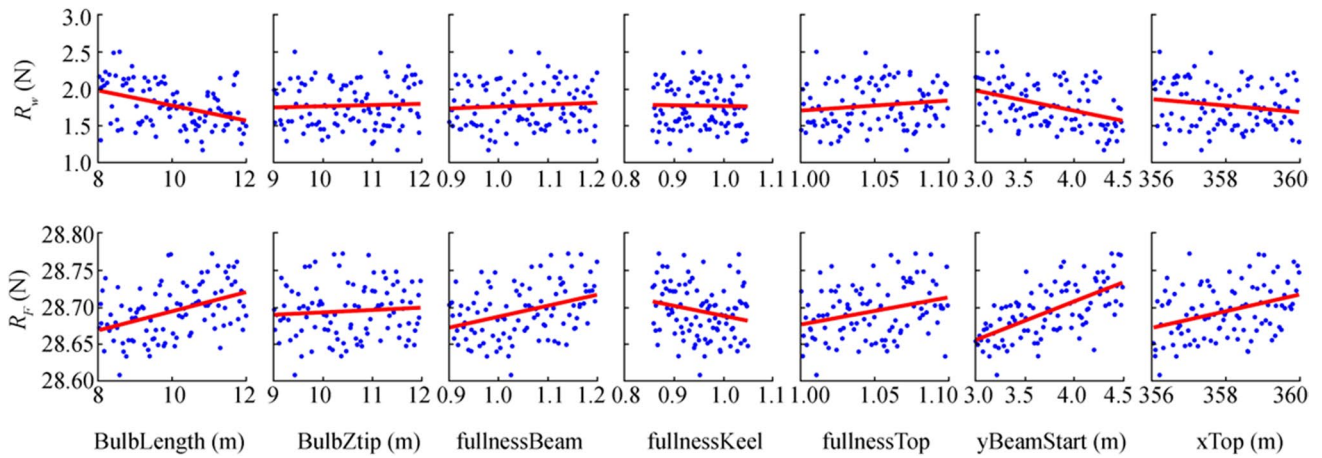 3.0
2.5
2.0
1.5
1.0
R_w (N)
8 10 12 9 10 11 12 0.9 1.0 1.1 1.2 0.8 0.9 1.0 1.1 1.00 1.05 1.10 3.0 3.5 4.0 4.5 356 358 360
28.80
28.75
28.70
28.65
28.60
R_F (N)
8 10 12 9 10 11 12 0.9 1.0 1.1 1.2 0.8 0.9 1.0 1.1 1.00 1.05 1.10 3.0 3.5 4.0 4.5 356 358 360
BulbLength (m) BulbZtip (m) fullnessBeam fullnessKeel fullnessTop yBeamStart (m) xTop (m)